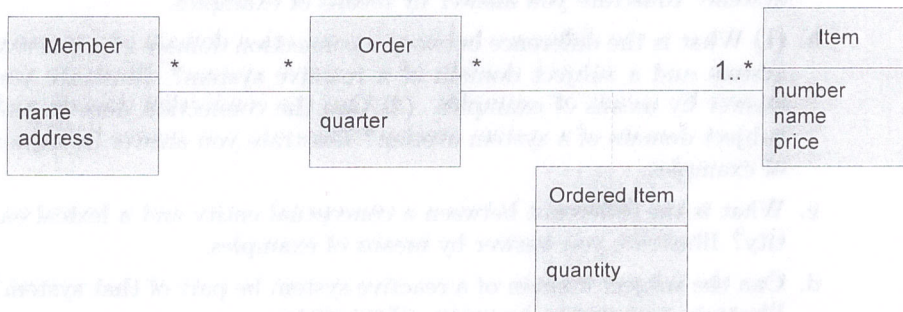 Member
name
address
*
*
Order
quarter
*
1..*
Item
number
name
price
Ordered Item
quantity